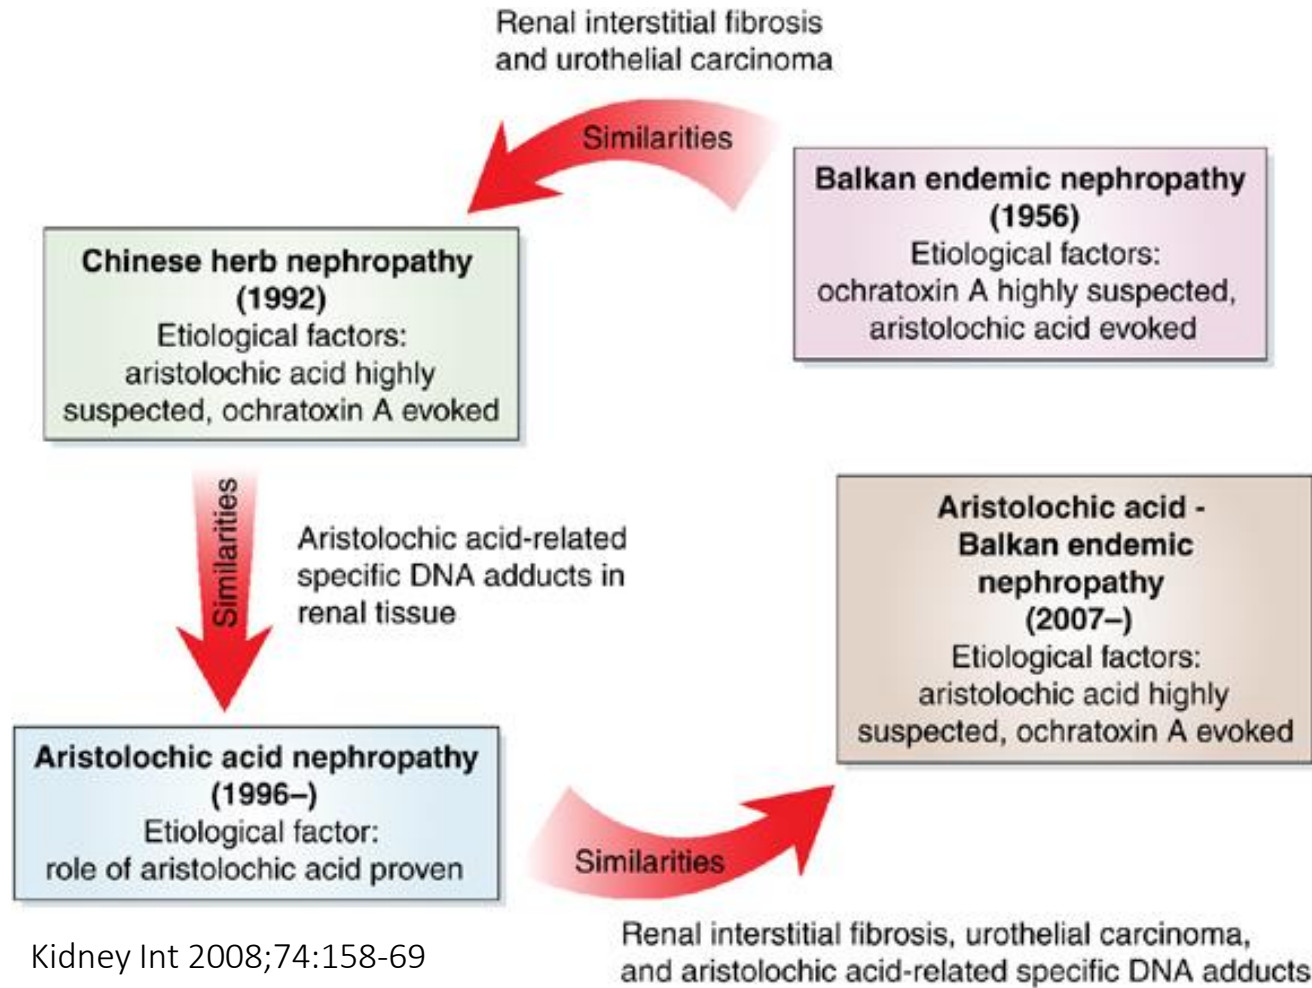 Renal interstitial fibrosis
and urothelial carcinoma
Similarities
Balkan endemic nephropathy
(1956)
Etiological factors:
ochratoxin A highly suspected,
aristolochic acid evoked
Chinese herb nephropathy
(1992)
Etiological factors:
aristolochic acid highly
suspected, ochratoxin A evoked
Similarities
Aristolochic acid-related
specific DNA adducts in
renal tissue
Aristolochic acid nephropathy
(1996–)
Etiological factor:
role of aristolochic acid proven
Similarities
Renal interstitial fibrosis, urothelial carcinoma,
and aristolochic acid-related specific DNA adducts
Aristolochic acid -
Balkan endemic
nephropathy
(2007–)
Etiological factors:
aristolochic acid highly
suspected, ochratoxin A evoked
Kidney Int 2008;74:158-69